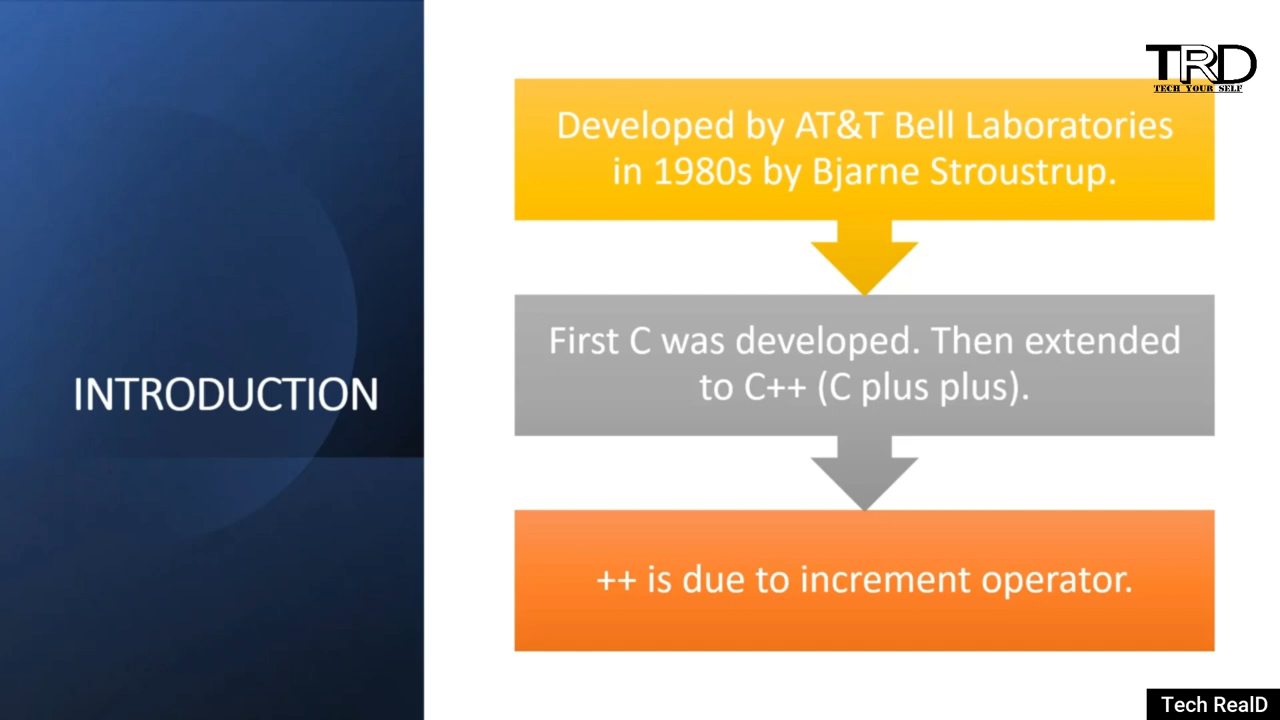 TRD
TECH YOUR SELF
Developed by AT&T Bell Laboratories
in 1980s by Bjarne Stroustrup.
First C was developed. Then extended
to C++ (C plus plus).
INTRODUCTION
++ is due to increment operator.
Tech RealD